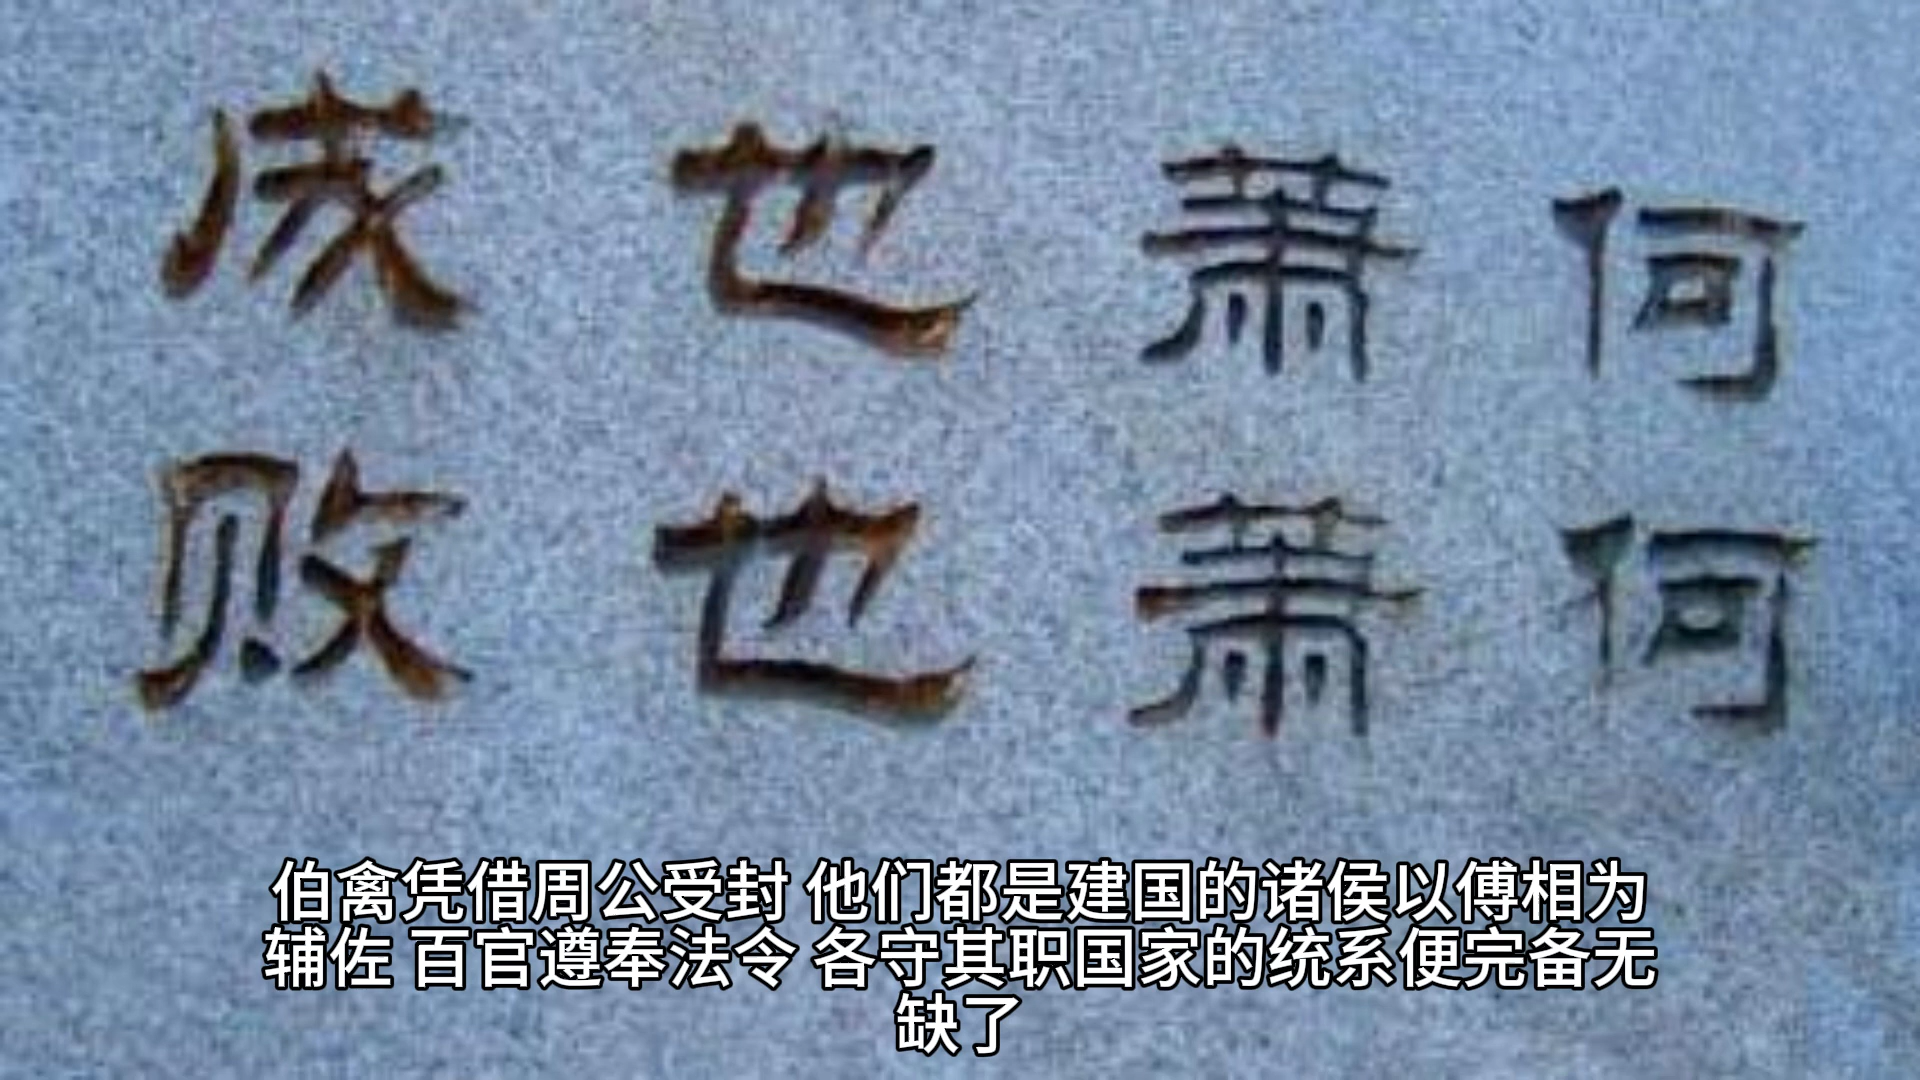 成也萧何
败也萧何
伯禽凭借周公受封 他们都是建国的诸侯以傅相为
辅佐 百官遵奉法令 各守其职国家的统系便完备无
缺了